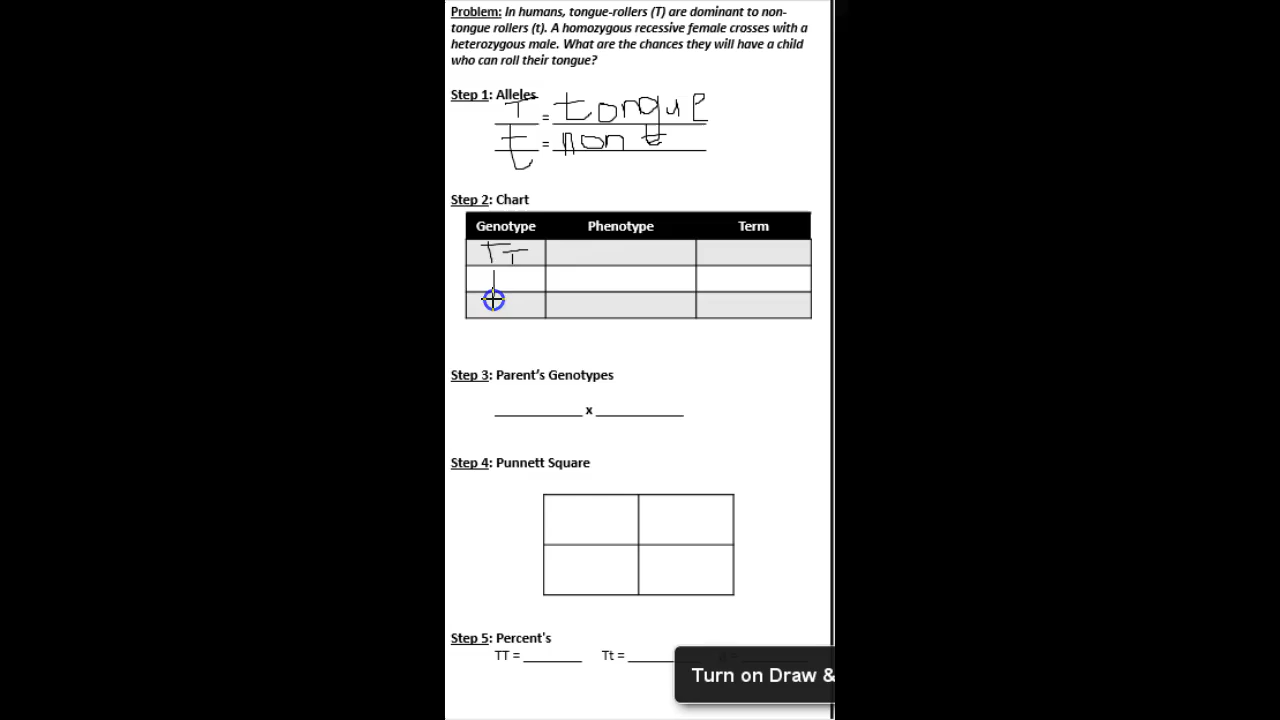 Problem: In humans, tongue-rollers (T) are dominant to non-
tongue rollers (t). A homozygous recessive female crosses with a
heterozygous male. What are the chances they will have a child
who can roll their tongue?
Step 1: Alleles
T = tongue
t = non t
Step 2: Chart
Genotype Phenotype Term
TT
Step 3: Parent’s Genotypes
x
Step 4: Punnett Square
Step 5: Percent's
TT = Tt =
Turn on Draw &